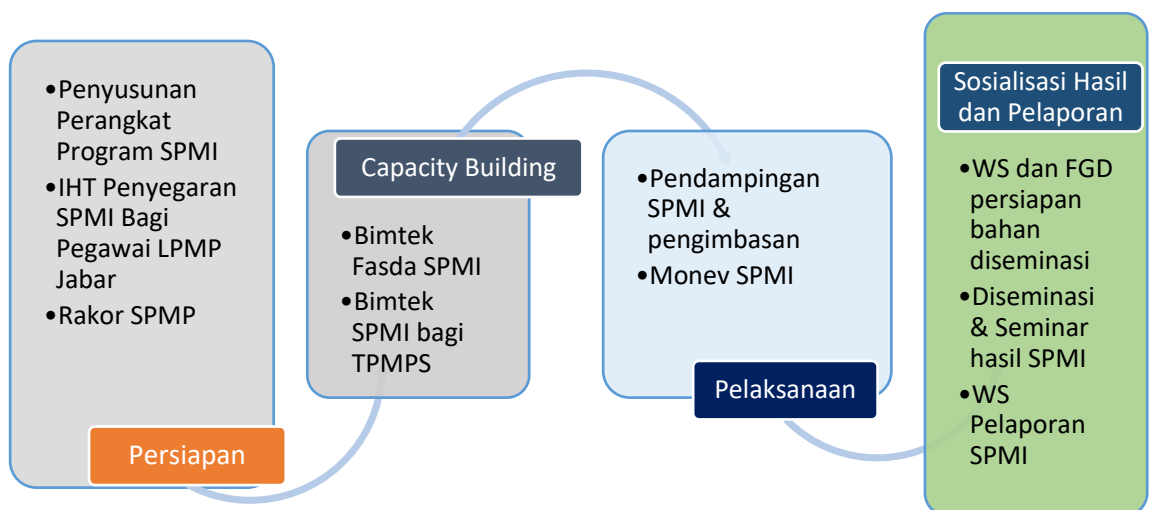 •Penyusunan
Perangkat
Program SPMI
•IHT Penyegaran
SPMI Bagi
Pegawai LPMP
Jabar
•Rakor SPMP
Persiapan
Capacity Building
•Bimtek
Fasda SPMI
•Bimtek
SPMI bagi
TPMPS
•Pendampingan
SPMI &
pengimbasan
•Monev SPMI
Pelaksanaan
Sosialisasi Hasil
dan Pelaporan
•WS dan FGD
persiapan
bahan
diseminasi
•Diseminasi
& Seminar
hasil SPMI
•WS
Pelaporan
SPMI